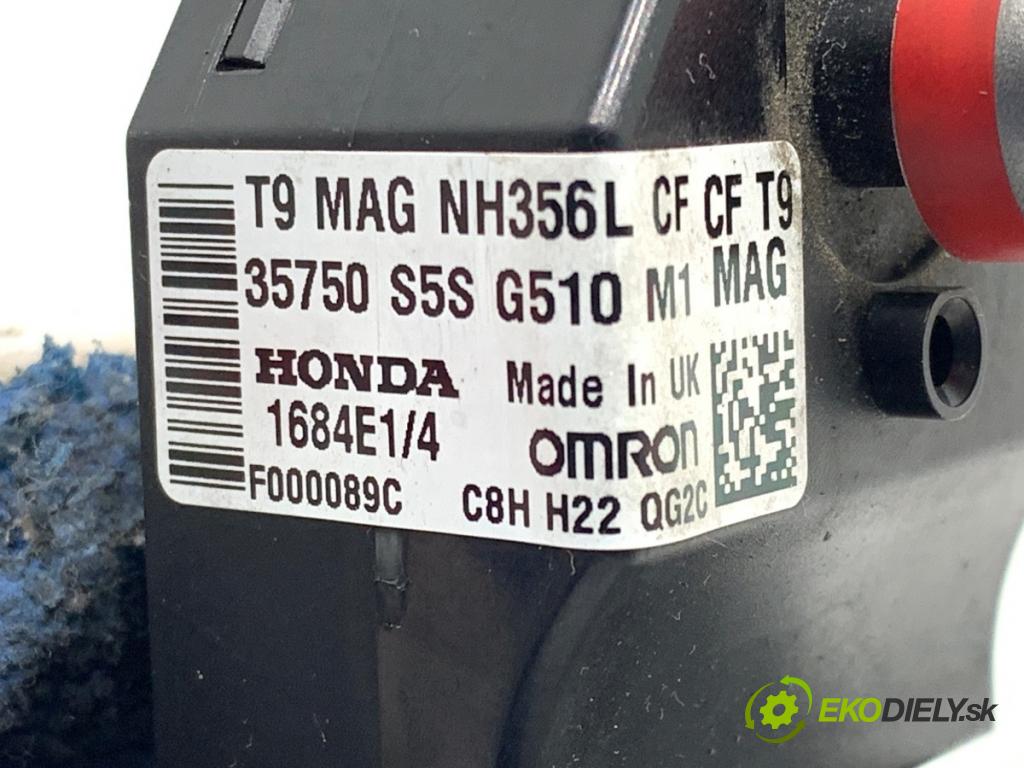 T9 MAG NH356L CF CF T9
35750 S5S G510 M1 MAG
HONDA Made In UK
1684E1/4 OMRON
F000089C C8H H22 QG2C
EKODIELY.sk